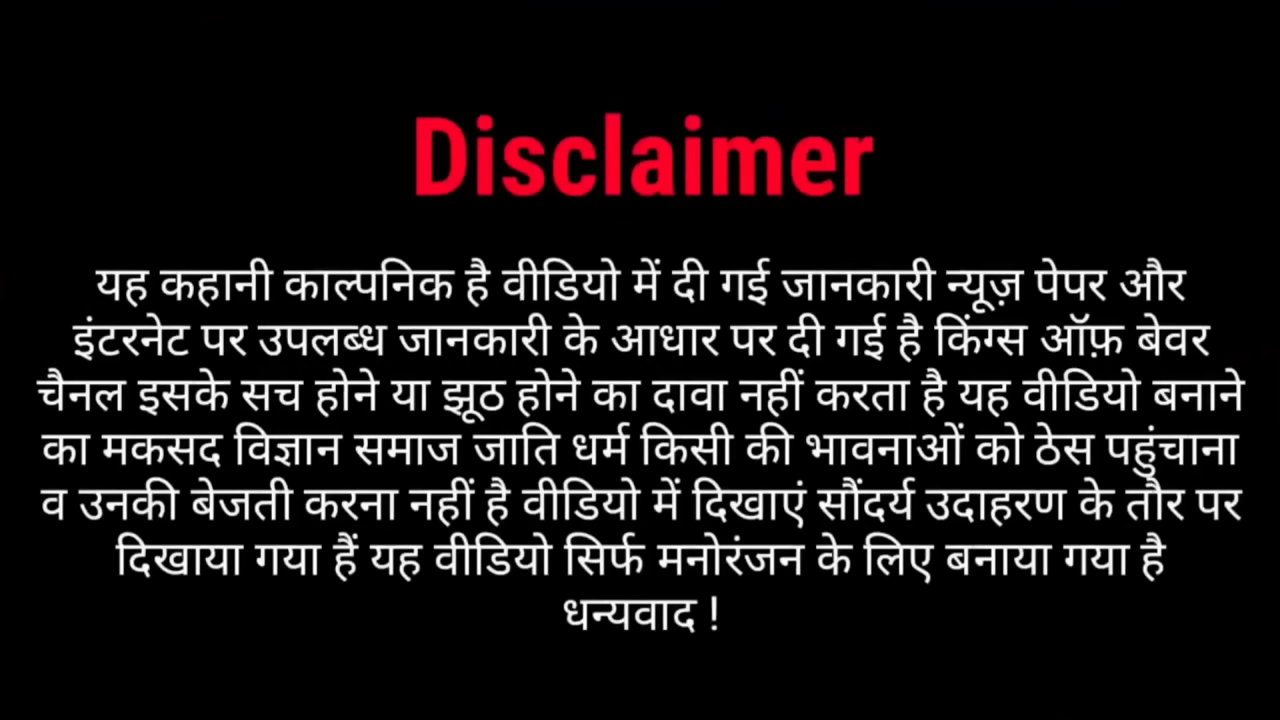 Disclaimer
यह कहानी काल्पनिक है वीडियो में दी गई जानकारी न्यूज़ पेपर और
इंटरनेट पर उपलब्ध जानकारी के आधार पर दी गई है किंग्स ऑफ़ बेवर
चैनल इसके सच होने या झूठ होने का दावा नहीं करता है यह वीडियो बनाने
का मकसद विज्ञान समाज जाति धर्म किसी की भावनाओं को ठेस पहुंचाना
व उनकी बेजती करना नहीं है वीडियो में दिखाएं सौंदर्य उदाहरण के तौर पर
दिखाया गया हैं यह वीडियो सिर्फ मनोरंजन के लिए बनाया गया है
धन्यवाद !